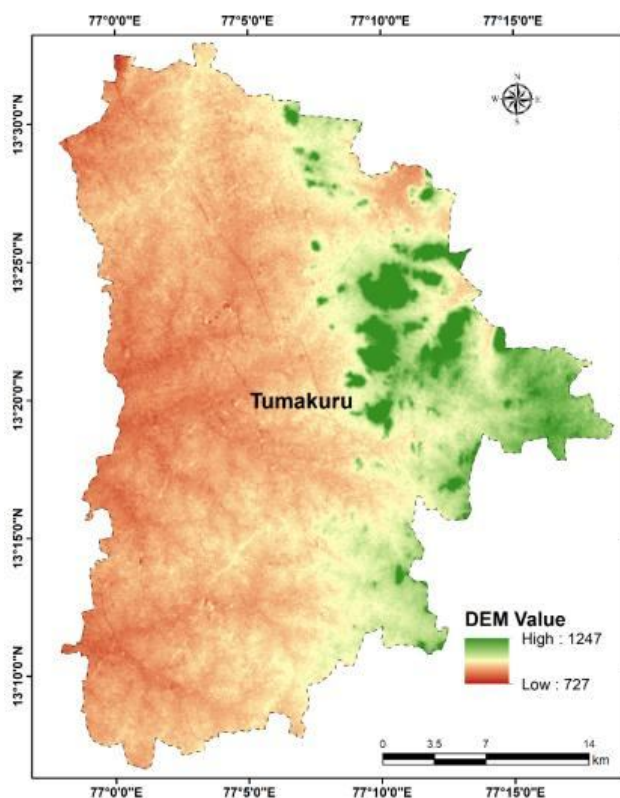 77°0'0"E 77°5'0"E 77°10'0"E 77°15'0"E
N
W E
S
13°30'0"N
13°25'0"N
13°20'0"N
Tumakuru
13°15'0"N
13°10'0"N
DEM Value
High : 1247
Low : 727
0 3.5 7 14
km
77°0'0"E 77°5'0"E 77°10'0"E 77°15'0"E